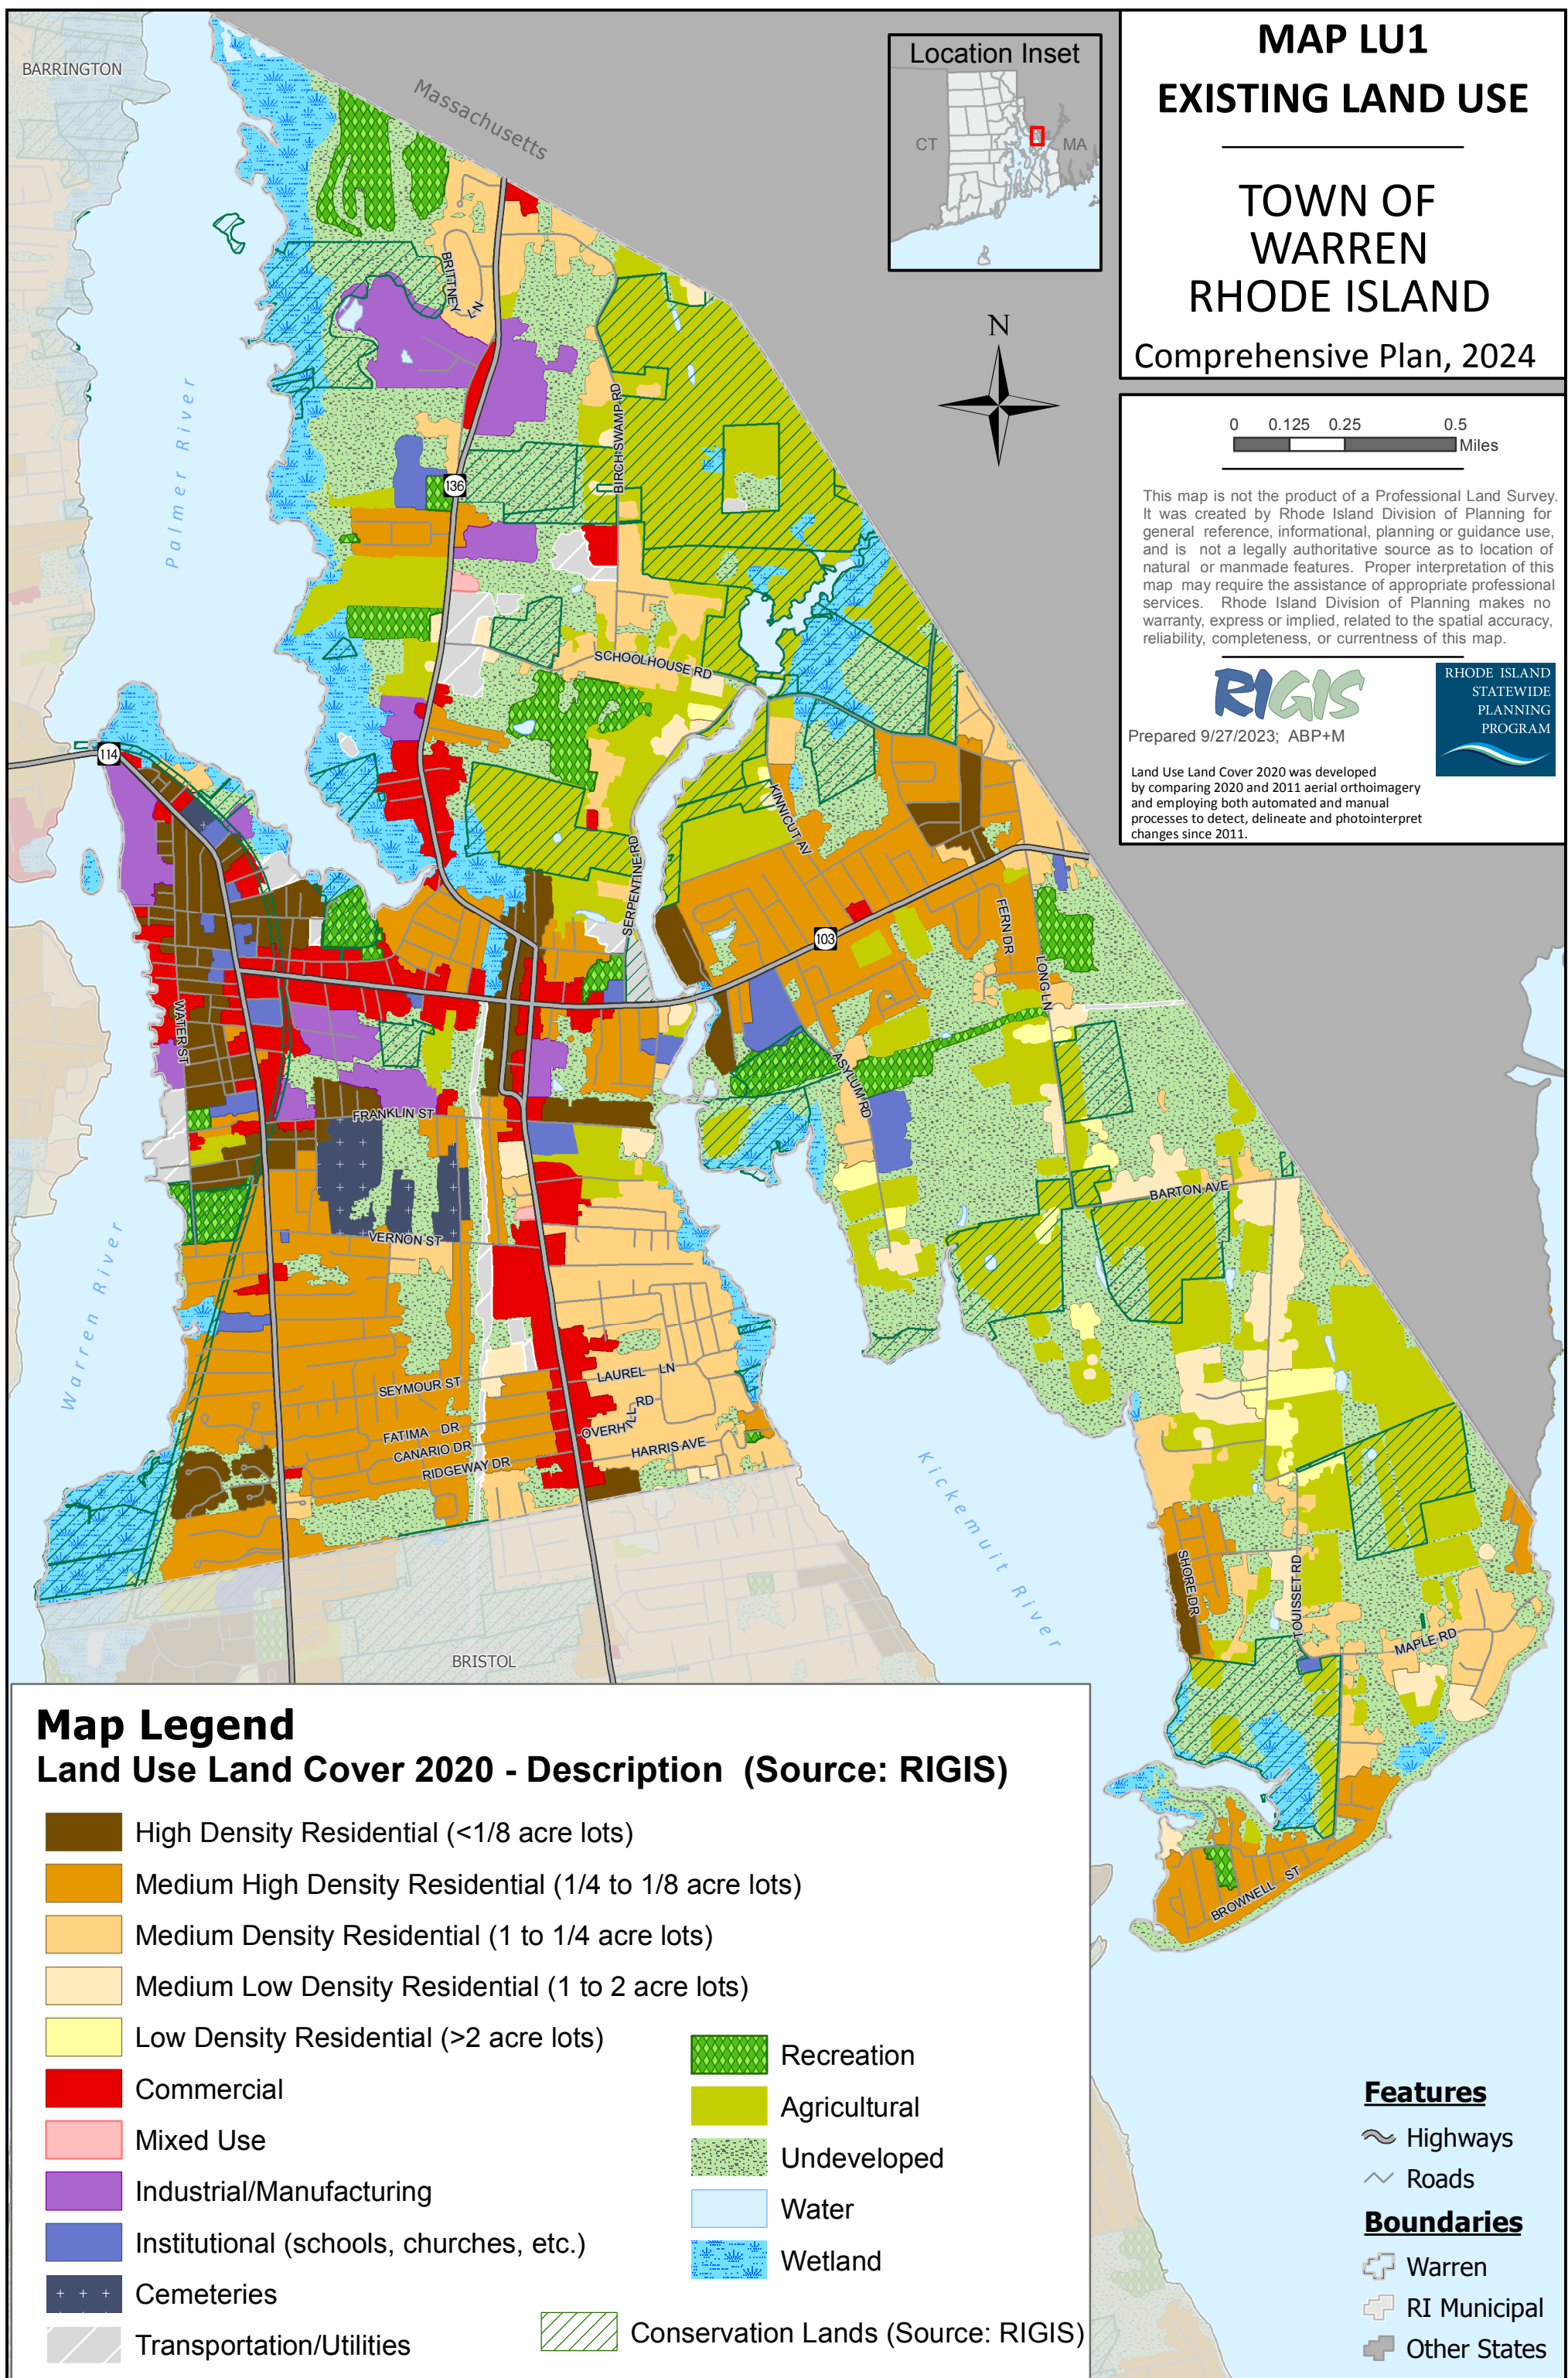 MAP LU1
EXISTING LAND USE
TOWN OF
WARREN
RHODE ISLAND
Comprehensive Plan, 2024
Location Inset
CT
MA
N
0 0.125 0.25 0.5
Miles
This map is not the product of a Professional Land Survey.
It was created by Rhode Island Division of Planning for
general reference, informational, planning or guidance use,
and is not a legally authoritative source as to location of
natural or manmade features. Proper interpretation of this
map may require the assistance of appropriate professional
services. Rhode Island Division of Planning makes no
warranty, express or implied, related to the spatial accuracy,
reliability, completeness, or currentness of this map.
RIGIS
RHODE ISLAND
STATEWIDE
PLANNING
PROGRAM
Prepared 9/27/2023; ABP+M
Land Use Land Cover 2020 was developed
by comparing 2020 and 2011 aerial orthoimagery
and employing both automated and manual
processes to detect, delineate and photointerpret
changes since 2011.
BARRINGTON
Massachusetts
BRITTNEY LN
Palmer River
BIRCH SWAMP RD
136
SCHOOLHOUSE RD
114
KINNICUT AV
SERPENTINE RD
103
FERN DR
LONG LN
WATER ST
ASYLUM RD
FRANKLIN ST
BARTON AVE
VERNON ST
Warren River
LAUREL LN
SEYMOUR ST
OVERHILL RD
FATIMA DR
CANARIO DR
HARRIS AVE
RIDGEWAY DR
Kickemuit River
SHORE DR
TOUISSET RD
MAPLE RD
BRISTOL
BROWNELL ST
Map Legend
Land Use Land Cover 2020 - Description (Source: RIGIS)
High Density Residential (<1/8 acre lots)
Medium High Density Residential (1/4 to 1/8 acre lots)
Medium Density Residential (1 to 1/4 acre lots)
Medium Low Density Residential (1 to 2 acre lots)
Low Density Residential (>2 acre lots)
Commercial
Mixed Use
Industrial/Manufacturing
Institutional (schools, churches, etc.)
Cemeteries
Transportation/Utilities
Recreation
Agricultural
Undeveloped
Water
Wetland
Conservation Lands (Source: RIGIS)
Features
Highways
Roads
Boundaries
Warren
RI Municipal
Other States